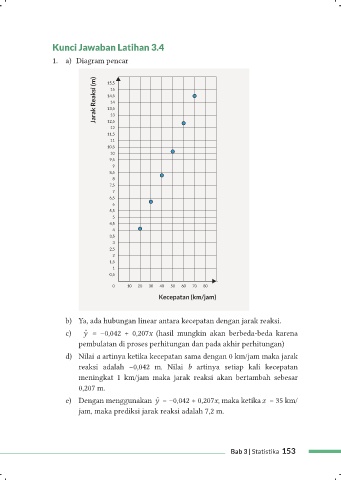 Kunci Jawaban Latihan 3.4
1. a) Diagram pencar
Jarak Reaksi (m)
15,5
15
14,5
14
13,5
13
12,5
12
11,5
11
10,5
10
9,5
9
8,5
8
7,5
7
6,5
6
5,5
5
4,5
4
3,5
3
2,5
2
1,5
1
0,5
0 10 20 30 40 50 60 70 80
Kecepatan (km/jam)
b) Ya, ada hubungan linear antara kecepatan dengan jarak reaksi.
c) ŷ = −0,042 + 0,207x (hasil mungkin akan berbeda-beda karena
pembulatan di proses perhitungan dan pada akhir perhitungan)
d) Nilai a artinya ketika kecepatan sama dengan 0 km/jam maka jarak
reaksi adalah −0,042 m. Nilai b artinya setiap kali kecepatan
meningkat 1 km/jam maka jarak reaksi akan bertambah sebesar
0,207 m.
e) Dengan menggunakan ŷ = −0,042 + 0,207x, maka ketika x = 35 km/
jam, maka prediksi jarak reaksi adalah 7,2 m.
Bab 3 | Statistika 153